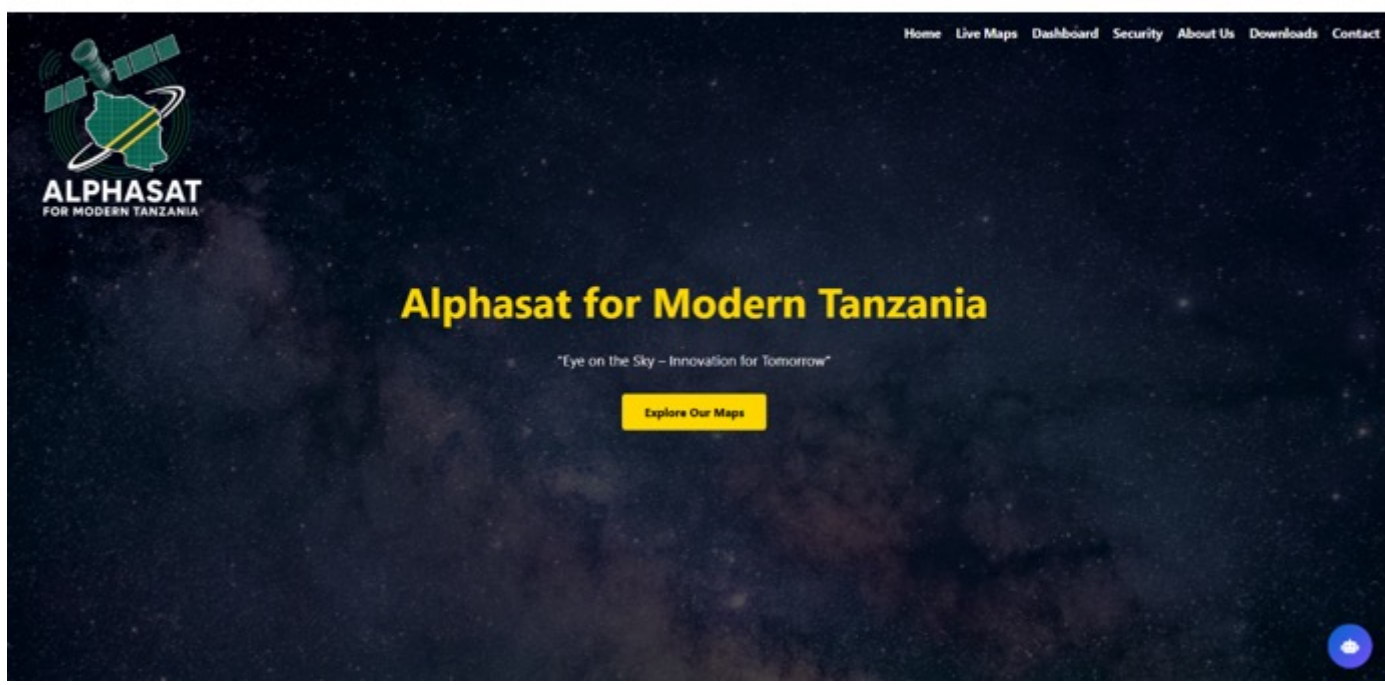 Home Live Maps Dashboard Security About Us Downloads Contact
ALPHASAT
FOR MODERN TANZANIA
Alphasat for Modern Tanzania
"Eye on the Sky – Innovation for Tomorrow"
Explore Our Maps